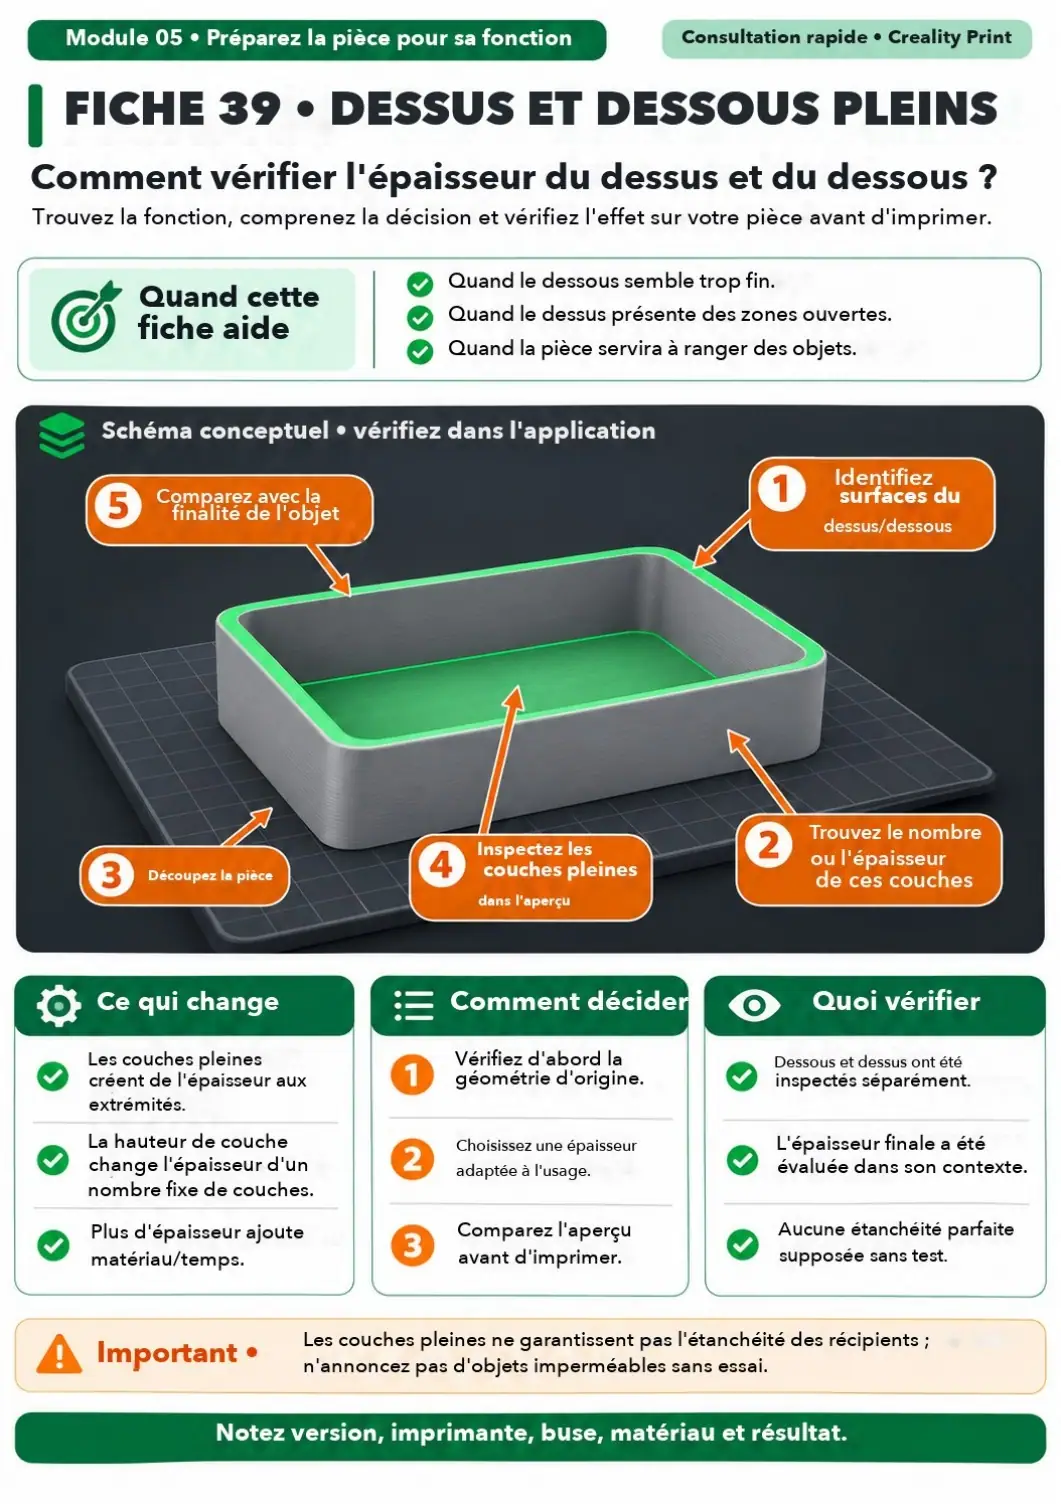 Module 05 • Préparez la pièce pour sa fonction
Consultation rapide • Creality Print
FICHE 39 • DESSUS ET DESSOUS PLEINS
Comment vérifier l'épaisseur du dessus et du dessous ?
Trouvez la fonction, comprenez la décision et vérifiez l'effet sur votre pièce avant d'imprimer.
Quand cette
fiche aide
Quand le dessous semble trop fin.
Quand le dessus présente des zones ouvertes.
Quand la pièce servira à ranger des objets.
Schéma conceptuel • vérifiez dans l'application
5
Comparez avec la
finalité de l'objet
1
Identifiez
surfaces du
dessus/dessous
3
Découpez la pièce
4
Inspectez les
couches pleines
dans l'aperçu
2
Trouvez le nombre
ou l'épaisseur
de ces couches
Ce qui change
Les couches pleines
créent de l'épaisseur aux
extrémités.
La hauteur de couche
change l'épaisseur d'un
nombre fixe de couches.
Plus d'épaisseur ajoute
matériau/temps.
Comment décider
1
Vérifiez d'abord la
géométrie d'origine.
2
Choisissez une épaisseur
adaptée à l'usage.
3
Comparez l'aperçu
avant d'imprimer.
Quoi vérifier
Dessous et dessus ont été
inspectés séparément.
L'épaisseur finale a été
évaluée dans son contexte.
Aucune étanchéité parfaite
supposée sans test.
Important •
Les couches pleines ne garantissent pas l'étanchéité des récipients ;
n'annoncez pas d'objets imperméables sans essai.
Notez version, imprimante, buse, matériau et résultat.